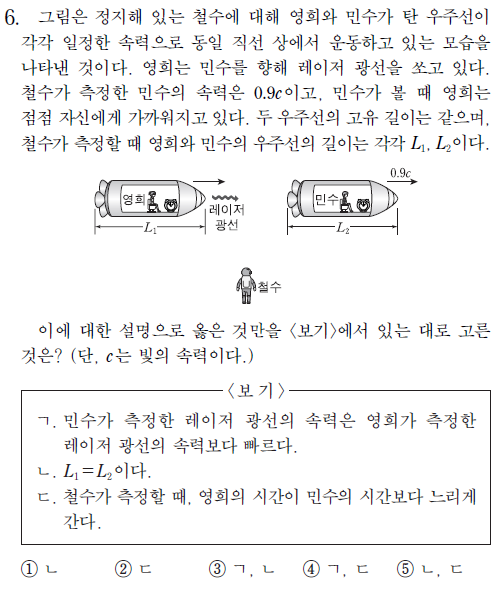 6. 그림은 정지해 있는 철수에 대해 영희와 민수가 탄 우주선이
각각 일정한 속력으로 동일 직선 상에서 운동하고 있는 모습을
나타낸 것이다. 영희는 민수를 향해 레이저 광선을 쏘고 있다.
철수가 측정한 민수의 속력은 0.9c이고, 민수가 볼 때 영희는
점점 자신에게 가까워지고 있다. 두 우주선의 고유 길이는 같으며,
철수가 측정할 때 영희와 민수의 우주선의 길이는 각각 L₁, L₂이다.
0.9c
영희
레이저
광선
민수
L₁
L₂
철수
이에 대한 설명으로 옳은 것만을 〈보기〉에서 있는 대로 고른
것은? (단, c는 빛의 속력이다.)
〈보 기〉
ㄱ. 민수가 측정한 레이저 광선의 속력은 영희가 측정한
레이저 광선의 속력보다 빠르다.
ㄴ. L₁=L₂이다.
ㄷ. 철수가 측정할 때, 영희의 시간이 민수의 시간보다 느리게
간다.
① ㄴ ② ㄷ ③ ㄱ, ㄴ ④ ㄱ, ㄷ ⑤ ㄴ, ㄷ